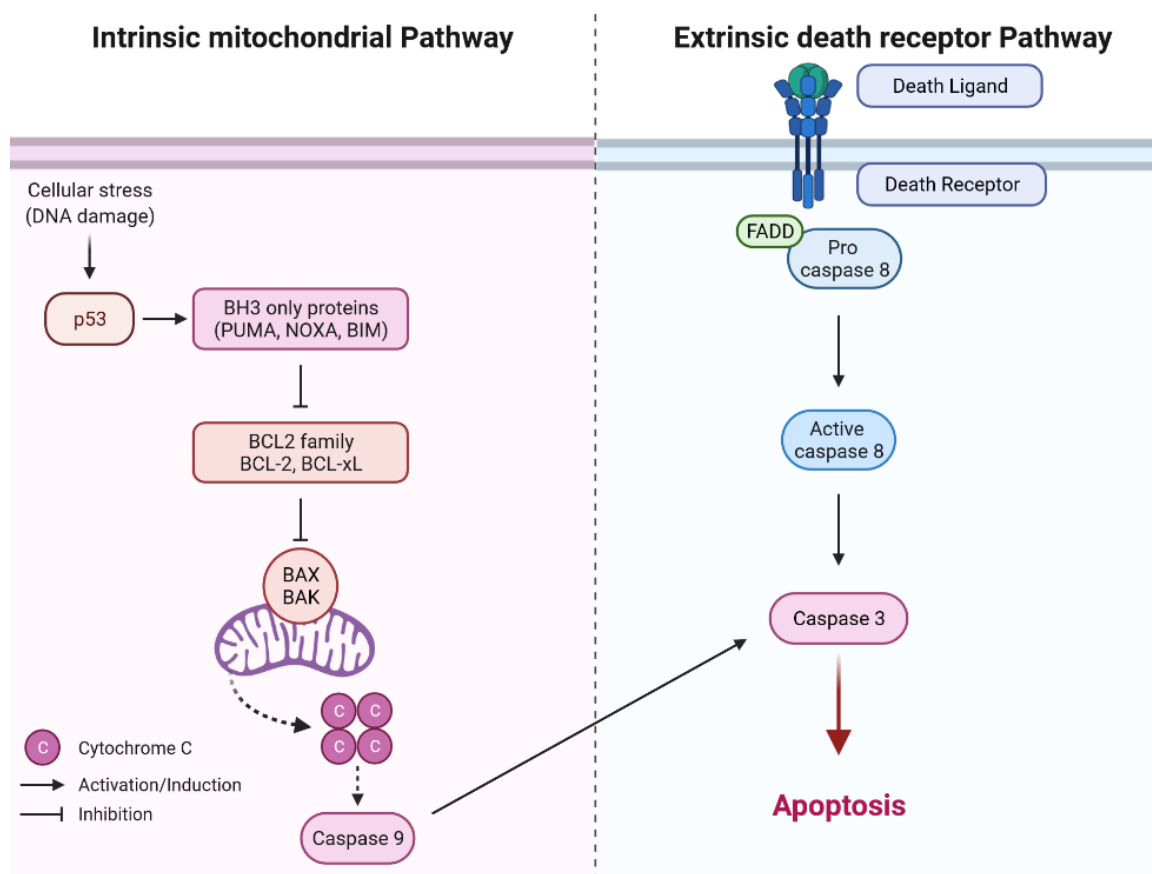 Intrinsic mitochondrial Pathway
Cellular stress
(DNA damage)
p53
BH3 only proteins
(PUMA, NOXA, BIM)
BCL2 family
BCL-2, BCL-xL
BAX
BAK
C C
C C
Caspase 9
C Cytochrome C
Activation/Induction
Inhibition
Extrinsic death receptor Pathway
Death Ligand
Death Receptor
FADD
Pro
caspase 8
Active
caspase 8
Caspase 3
Apoptosis